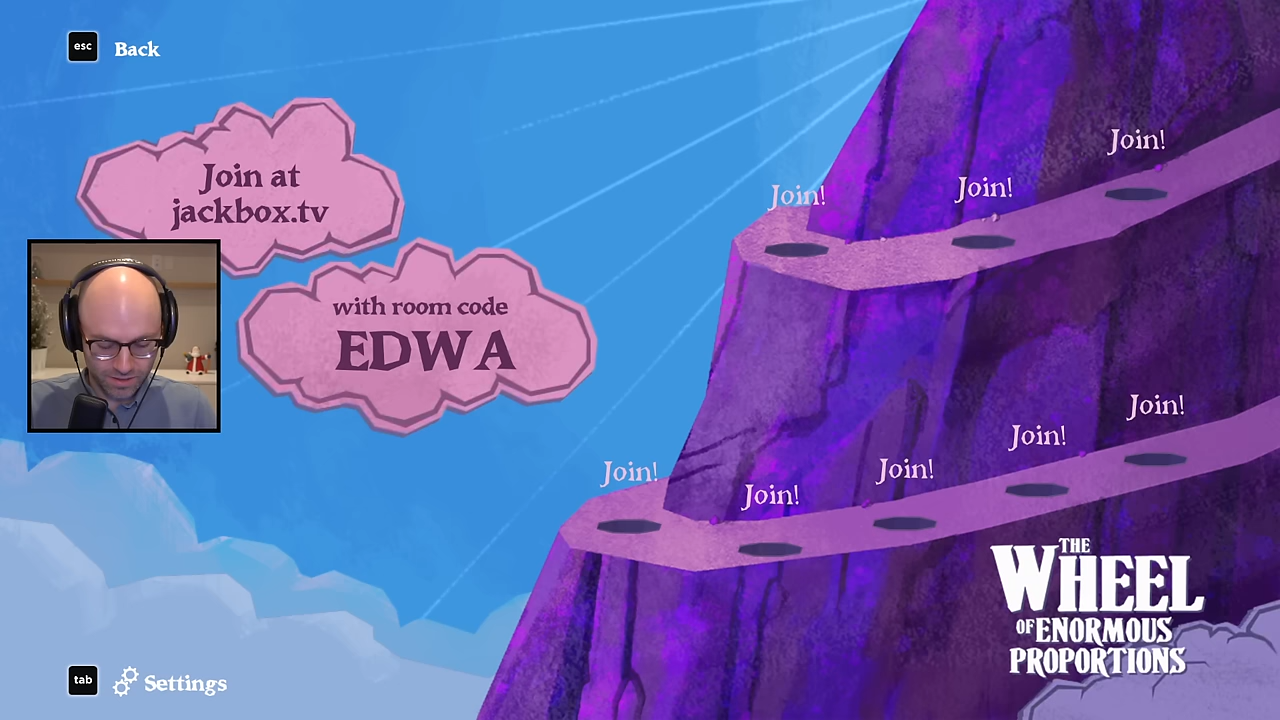 esc Back
Join at
jackbox.tv
with room code
EDWA
Join!
Join!
Join!
Join!
Join!
Join!
Join!
Join!
THE
WHEEL
OF ENORMOUS
PROPORTIONS
tab Settings